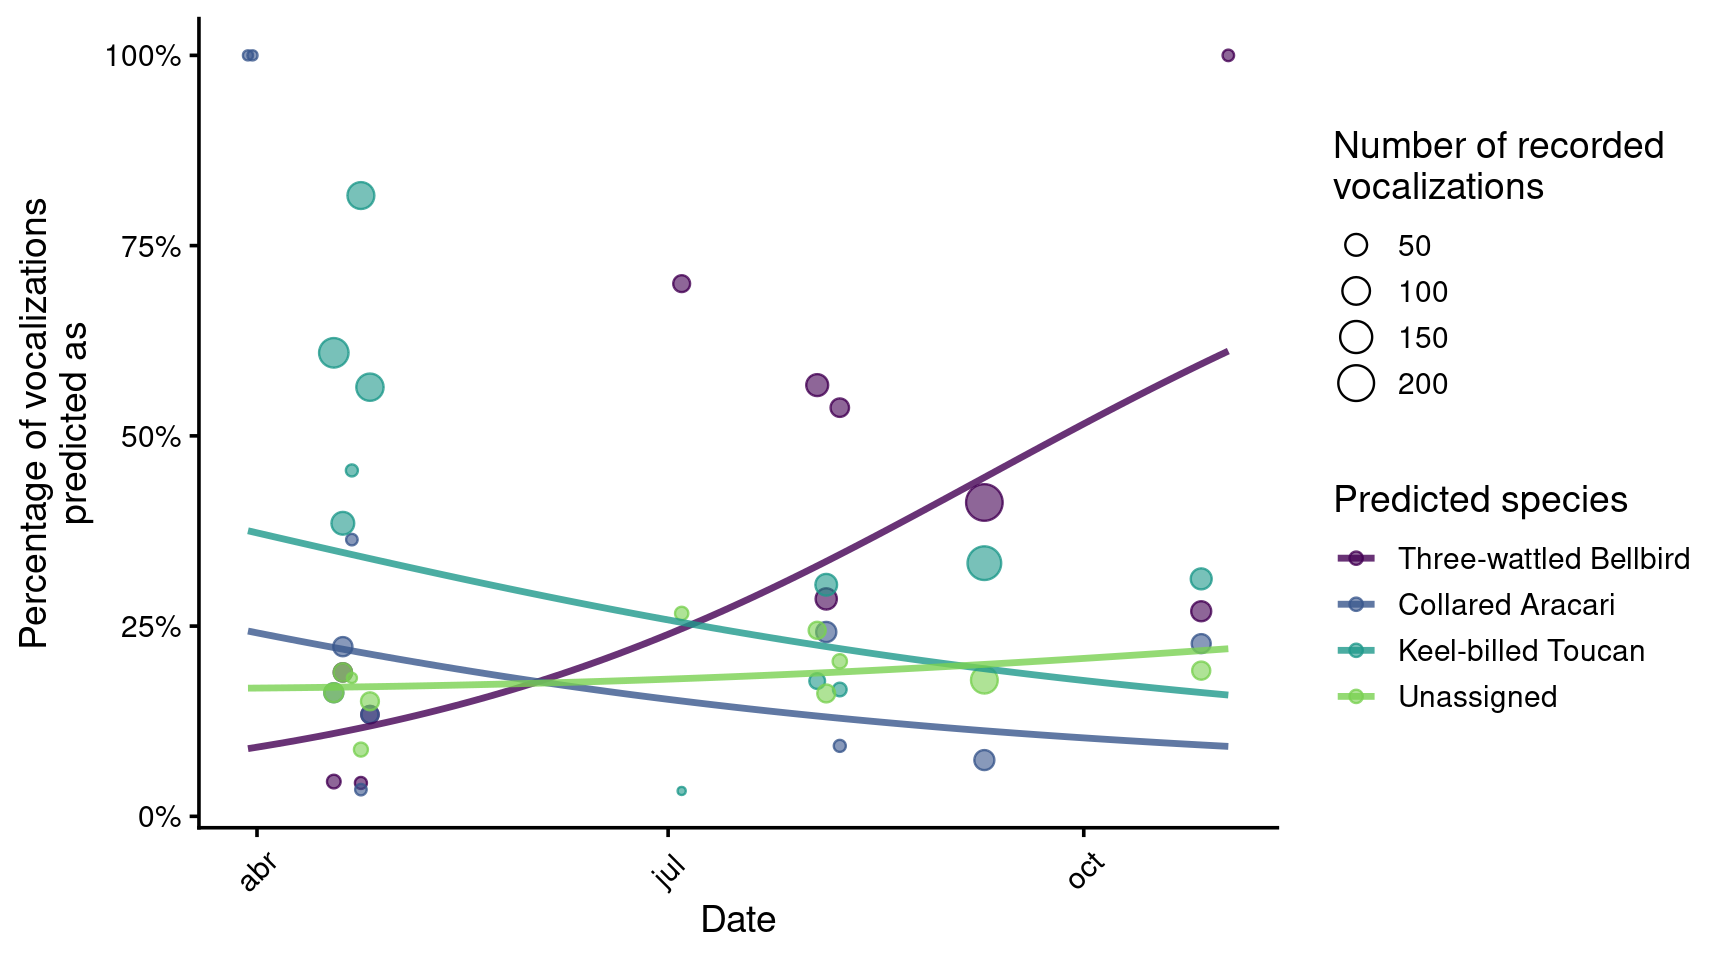 100%
75%
50%
25%
0%
Percentage of vocalizations
predicted as
abr
jul
oct
Date
Number of recorded
vocalizations
50
100
150
200
Predicted species
Three-wattled Bellbird
Collared Aracari
Keel-billed Toucan
Unassigned